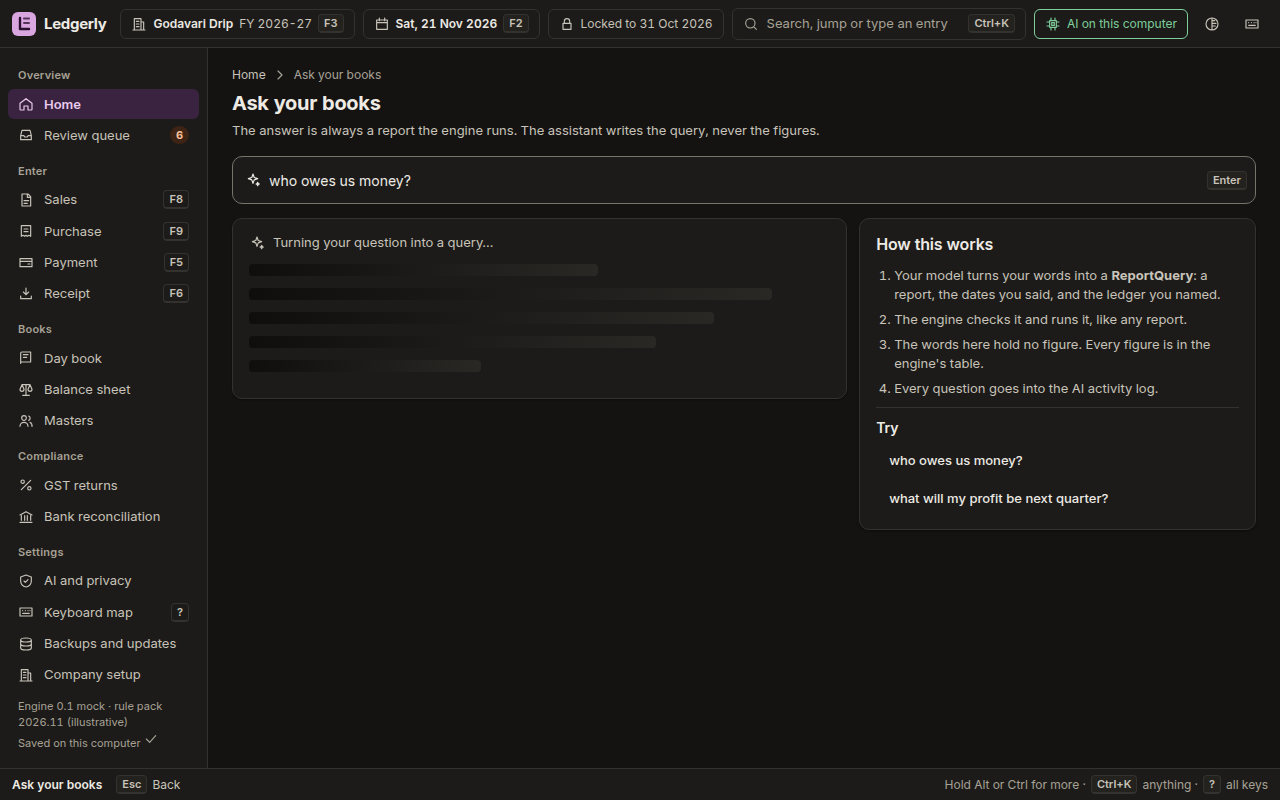 Ledgerly
Godavari Drip FY 2026-27 F3
Sat, 21 Nov 2026 F2
Locked to 31 Oct 2026
Search, jump or type an entry Ctrl+K
AI on this computer
Overview
Home
Review queue 6
Enter
Sales F8
Purchase F9
Payment F5
Receipt F6
Books
Day book
Balance sheet
Masters
Compliance
GST returns
Bank reconciliation
Settings
AI and privacy
Keyboard map ?
Backups and updates
Company setup
Engine 0.1 mock · rule pack
2026.11 (illustrative)
Saved on this computer
Home Ask your books
Ask your books
The answer is always a report the engine runs. The assistant writes the query, never the figures.
who owes us money? Enter
Turning your question into a query...
How this works
1. Your model turns your words into a ReportQuery: a
report, the dates you said, and the ledger you named.
2. The engine checks it and runs it, like any report.
3. The words here hold no figure. Every figure is in the
engine's table.
4. Every question goes into the AI activity log.
Try
who owes us money?
what will my profit be next quarter?
Ask your books Esc Back
Hold Alt or Ctrl for more · Ctrl+K anything · ? all keys